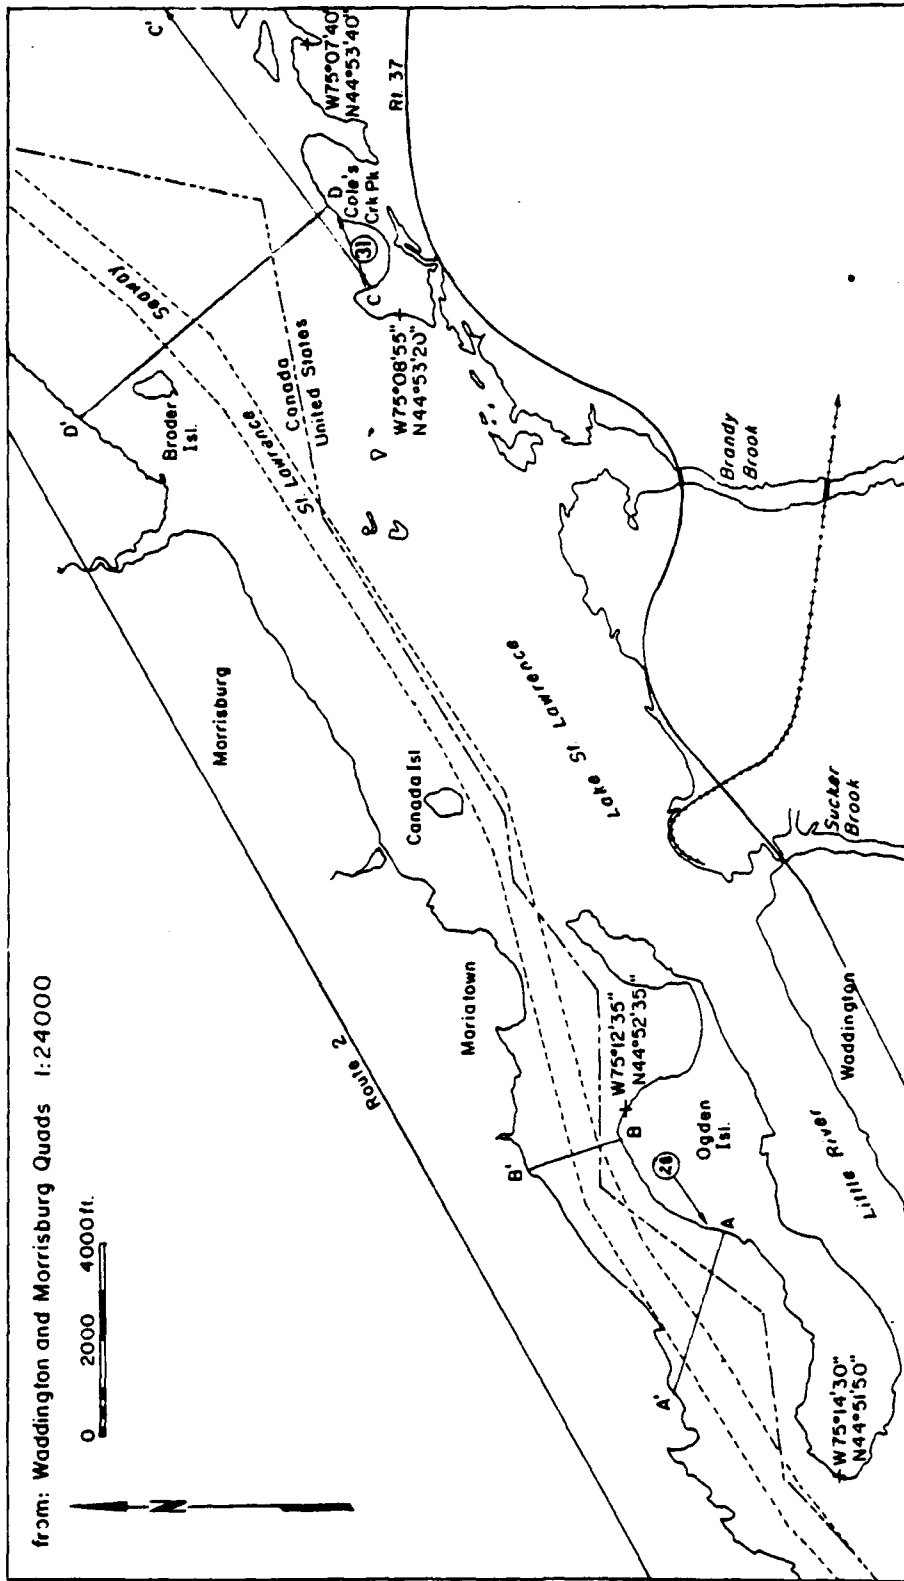 from: Waddington and Morrisburg Quads 1:24000
0 2000 4000 ft.
N
Route 2
Morrisburg
Mariatown
Canada Isl
Broder
Isl.
D'
C'
St. Lawrence
Seaway
Canada
United States
D
Cole's
Crk Pk
31
C
W75°07'40"
N44°53'40"
W75°08'55"
N44°53'20"
Rt. 37
Lake St. Lawrence
Brandy
Brook
Sucker
Brook
W75°12'35"
N44°52'35"
B'
B
Ogden
Isl.
28
A
A'
Little River
Waddington
W75°14'30"
N44°51'50"